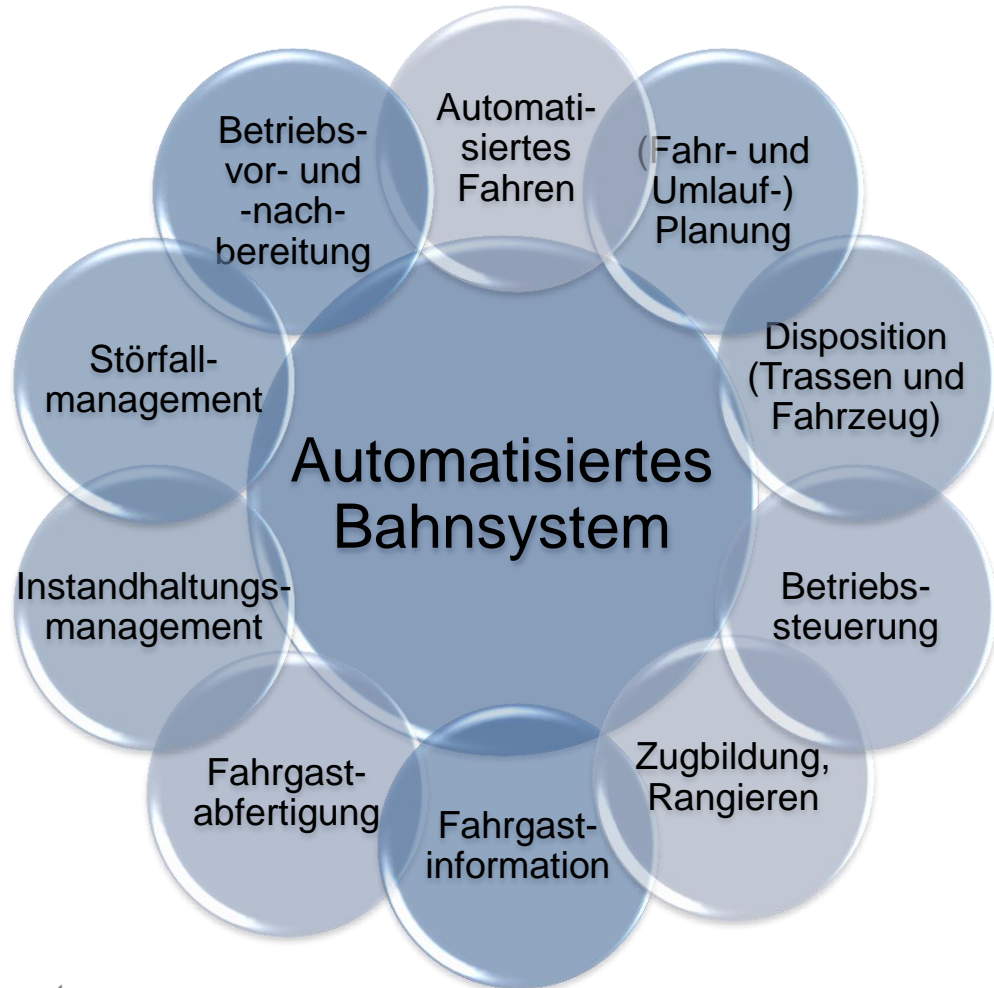 Automati-
siertes
Fahren
(Fahr- und
Umlauf-)
Planung
Disposition
(Trassen und
Fahrzeug)
Betriebs-
steuerung
Zugbildung,
Rangieren
Fahrgast-
information
Fahrgast-
abfertigung
Instandhaltungs-
management
Störfall-
management
Betriebs-
vor- und
-nach-
bereitung
Automatisiertes
Bahnsystem